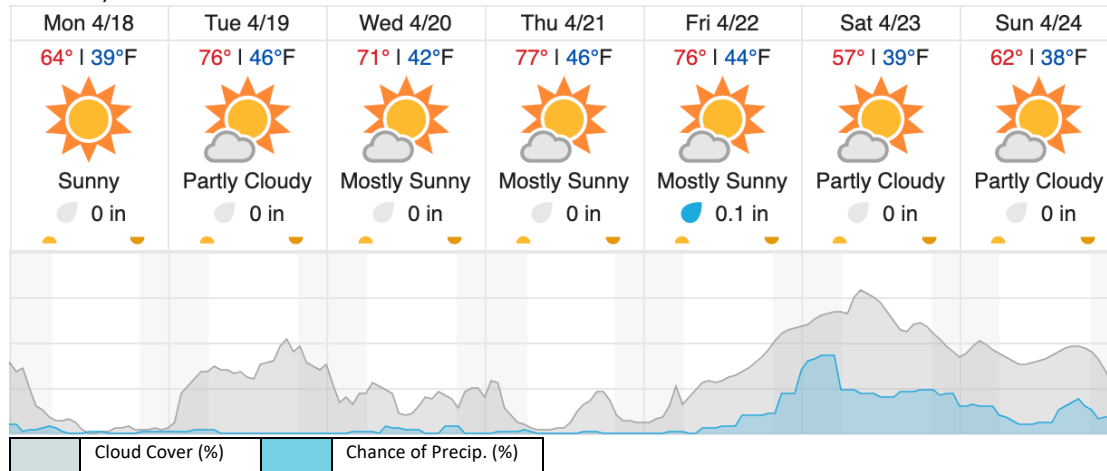 Mon 4/18 Tue 4/19 Wed 4/20 Thu 4/21 Fri 4/22 Sat 4/23 Sun 4/24
64° | 39°F 76° | 46°F 71° | 42°F 77° | 46°F 76° | 44°F 57° | 39°F 62° | 38°F
Sunny Partly Cloudy Mostly Sunny Mostly Sunny Mostly Sunny Partly Cloudy Partly Cloudy
0 in 0 in 0 in 0 in 0.1 in 0 in 0 in
Cloud Cover (%) Chance of Precip. (%)